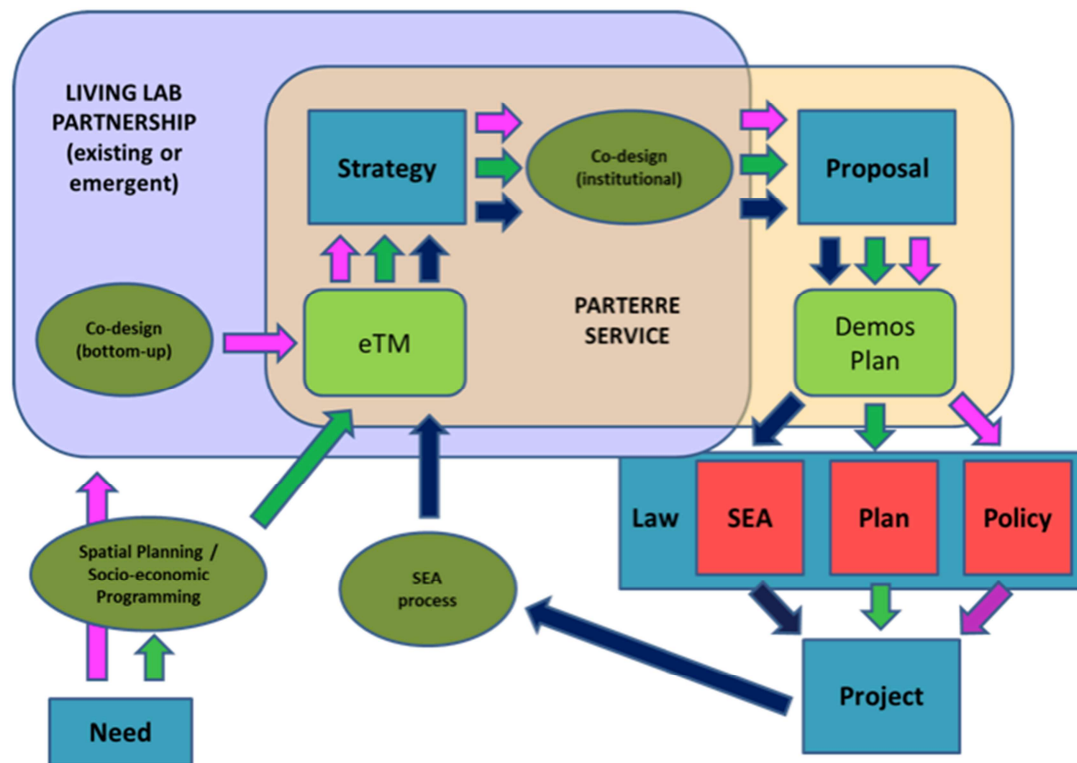 LIVING LAB
PARTNERSHIP
(existing or
emergent)
Strategy
Co-design
(institutional)
Proposal
Co-design
(bottom-up)
eTM
PARTERRE
SERVICE
Demos
Plan
Law
SEA
Plan
Policy
Spatial Planning /
Socio-economic
Programming
SEA
process
Need
Project